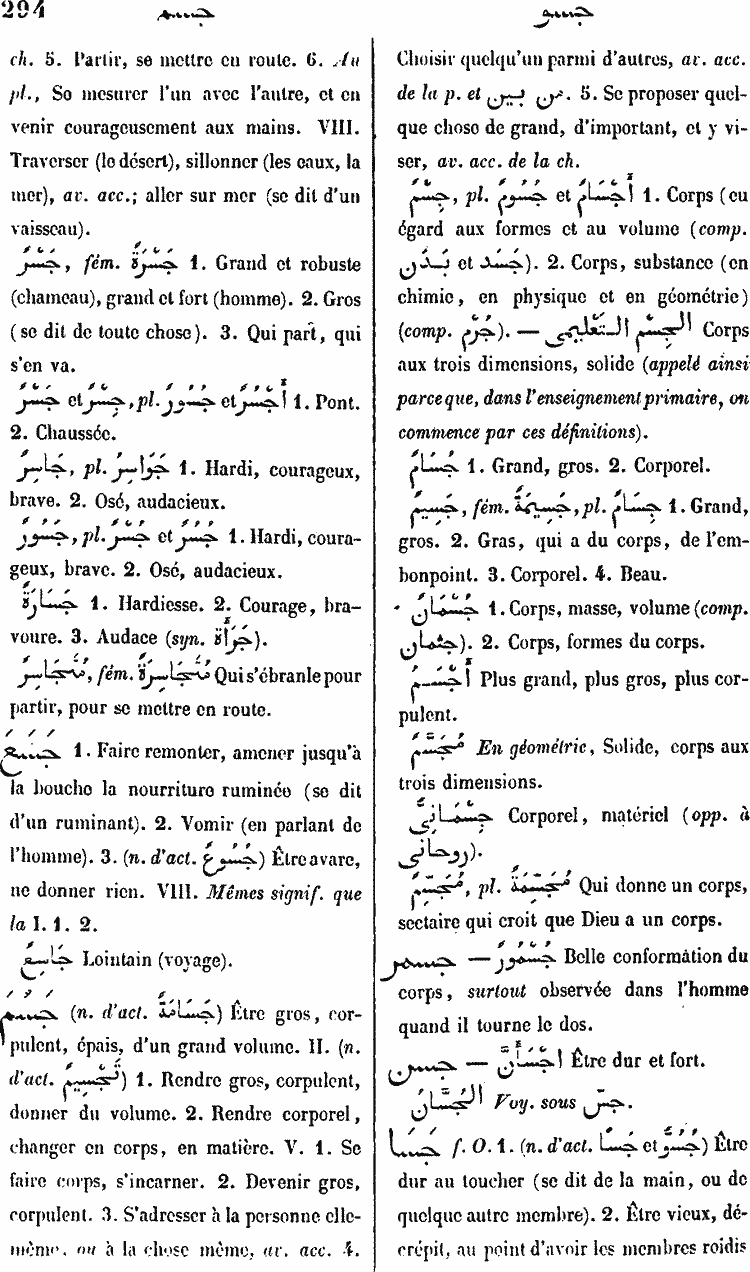 294 جسم جسو
ch. 5. Partir, se mettre en route. 6. Au
pl., Se mesurer l'un avec l'autre, et en
venir courageusement aux mains. VIII.
Traverser (le désert), sillonner (les eaux, la
mer), av. acc.; aller sur mer (se dit d'un
vaisseau).
جَسْرٌ, fém. جَسْرَةٌ 1. Grand et robuste
(chameau), grand et fort (homme). 2. Gros
(se dit de toute chose). 3. Qui part, qui
s'en va.
جَسْرٌ et جِسْرٌ, pl. جُسُورٌ et أَجْسُرٌ 1. Pont.
2. Chaussée.
جَاسِرٌ, pl. جَوَاسِرُ 1. Hardi, courageux,
brave. 2. Osé, audacieux.
جَسُورٌ, pl. جُسْرٌ et جُسُرٌ 1. Hardi, coura-
geux, brave. 2. Osé, audacieux.
جَسَارَةٌ 1. Hardiesse. 2. Courage, bra-
voure. 3. Audace (syn. جَرَأَةٌ).
مُتَجَاسِرٌ, fém. مُتَجَاسِرَةٌ Qui s'ébranle pour
partir, pour se mettre en route.
جَسَعَ 1. Faire remonter, amener jusqu'à
la bouche la nourriture ruminée (se dit
d'un ruminant). 2. Vomir (en parlant de
l'homme). 3. (n. d'act. جُسُوعٌ) Être avare,
ne donner rien. VIII. Mêmes signif. que
la I. 1. 2.
جَاسِعٌ Lointain (voyage).
جَسُمَ (n. d'act. جَسَامَةٌ) Être gros, cor-
pulent, épais, d'un grand volume. II. (n.
d'act. تَجْسِيمٌ) 1. Rendre gros, corpulent,
donner du volume. 2. Rendre corporel,
changer en corps, en matière. V. 1. Se
faire corps, s'incarner. 2. Devenir gros,
corpulent. 3. S'adresser à la personne elle-
même, ou à la chose même, av. acc. 4.
Choisir quelqu'un parmi d'autres, av. acc.
de la p. et من بين. 5. Se proposer quel-
que chose de grand, d'important, et y vi-
ser, av. acc. de la ch.
جِسْمٌ, pl. جُسُومٌ et أَجْسَامٌ 1. Corps (eu
égard aux formes et au volume (comp.
بَدَن et جَسَد). 2. Corps, substance (en
chimie, en physique et en géométrie)
(comp. جِرْم). — الجِسْم التَعْلِيمى Corps
aux trois dimensions, solide (appelé ainsi
parce que, dans l'enseignement primaire, on
commence par ces définitions).
جُسَامٌ 1. Grand, gros. 2. Corporel.
جَسِيمٌ, fém. جَسِيمَةٌ, pl. جِسَامٌ 1. Grand,
gros. 2. Gras, qui a du corps, de l'em-
bonpoint. 3. Corporel. 4. Beau.
جُسْمَانٌ 1. Corps, masse, volume (comp.
جثمان). 2. Corps, formes du corps.
أَجْسَمُ Plus grand, plus gros, plus cor-
pulent.
مُجَسَّمٌ En géométrie, Solide, corps aux
trois dimensions.
جِسْمَانِىٌّ Corporel, matériel (opp. à
روحانى).
مُجَسِّمٌ, pl. مُجَسِّمَةٌ Qui donne un corps,
sectaire qui croit que Dieu a un corps.
جسمر — جُسْمُورٌ Belle conformation du
corps, surtout observée dans l'homme
quand il tourne le dos.
جسن — اجْسَأَنَّ Être dur et fort.
الجُسَّانُ Voy. sous جسّ.
جَسَا f. O. 1. (n. d'act. جَسًا et جُسُوٌّ) Être
dur au toucher (se dit de la main, ou de
quelque autre membre). 2. Être vieux, dé-
crépit, au point d'avoir les membres roidis